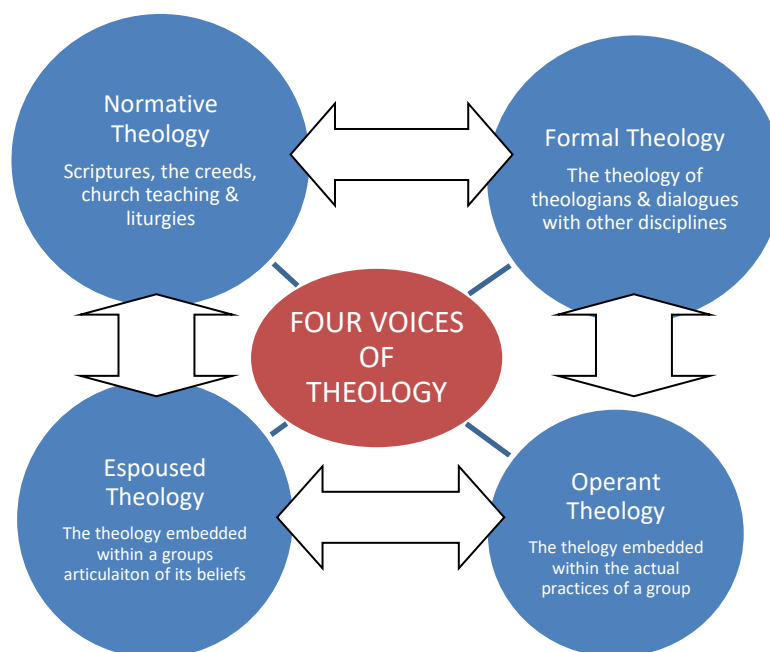 Normative
Theology
Scriptures, the creeds,
church teaching &
liturgies
Formal Theology
The theology of
theologians & dialogues
with other disciplines
FOUR VOICES
OF
THEOLOGY
Espoused
Theology
The theology embedded
within a groups
articulaiton of its beliefs
Operant
Theology
The thelogy embedded
within the actual
practices of a group